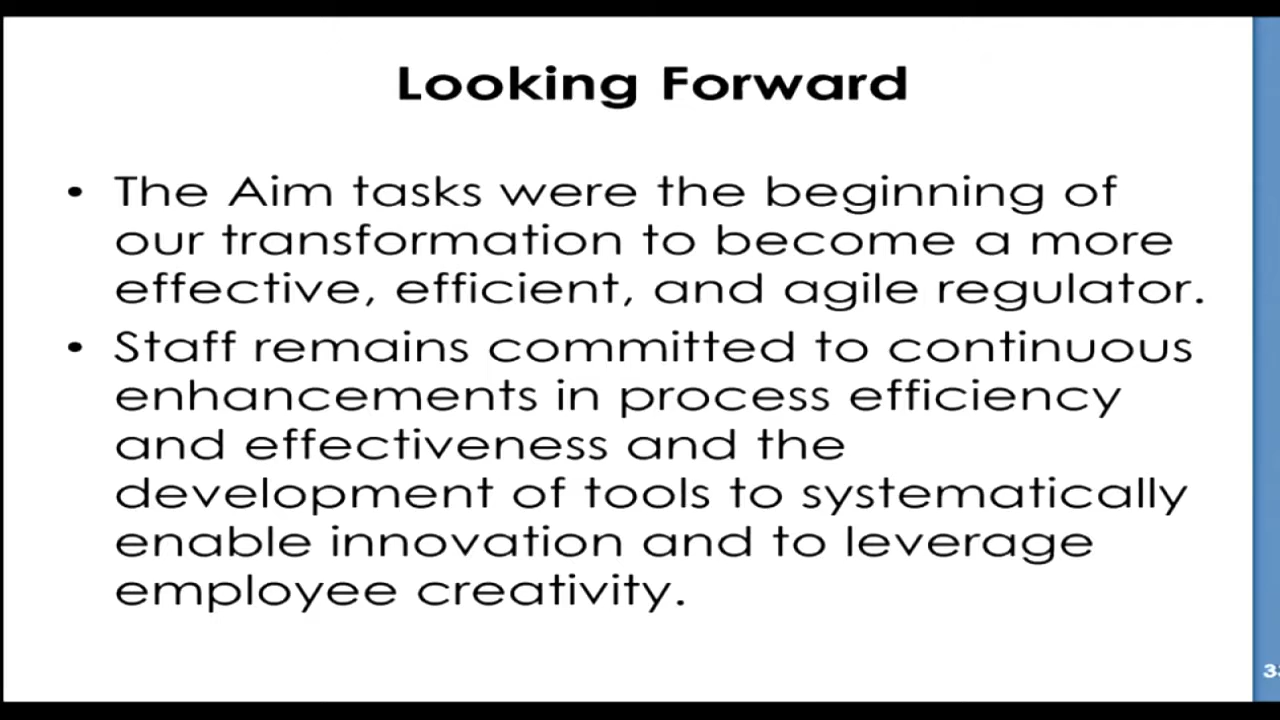 Looking Forward
• The Aim tasks were the beginning of
our transformation to become a more
effective, efficient, and agile regulator.
• Staff remains committed to continuous
enhancements in process efficiency
and effectiveness and the
development of tools to systematically
enable innovation and to leverage
employee creativity.